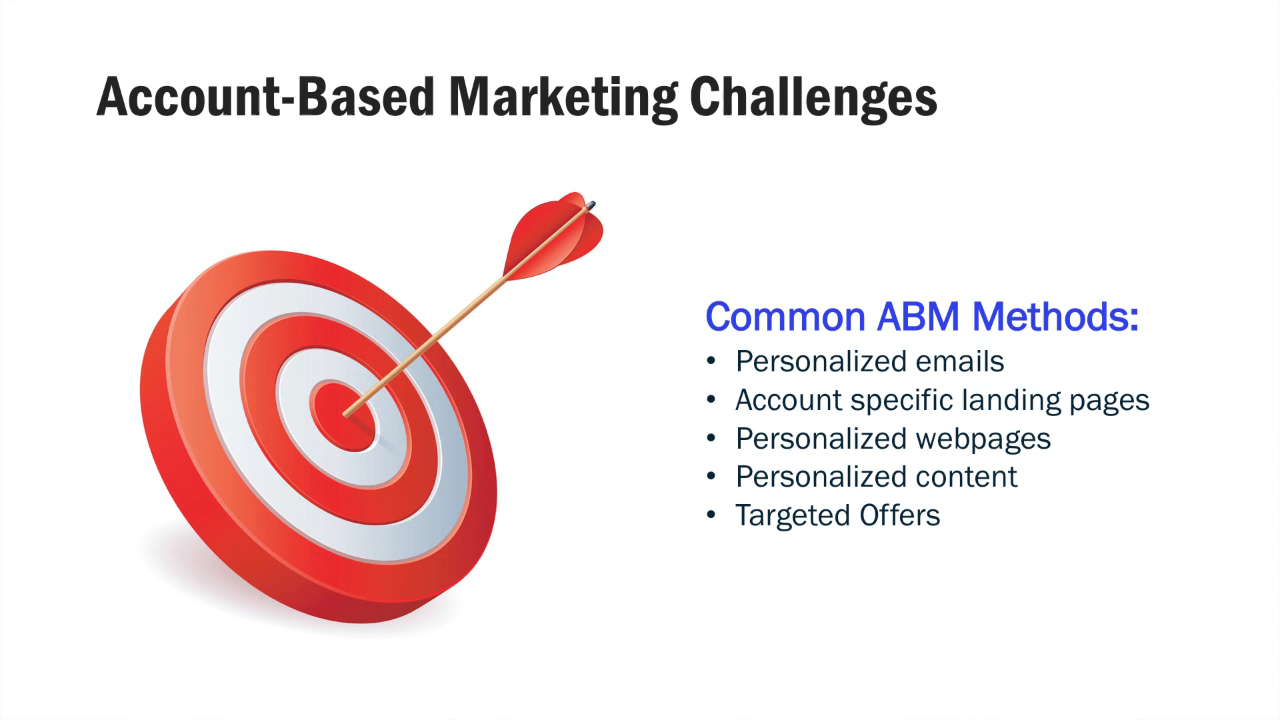 Account-Based Marketing Challenges
Common ABM Methods:
• Personalized emails
• Account specific landing pages
• Personalized webpages
• Personalized content
• Targeted Offers